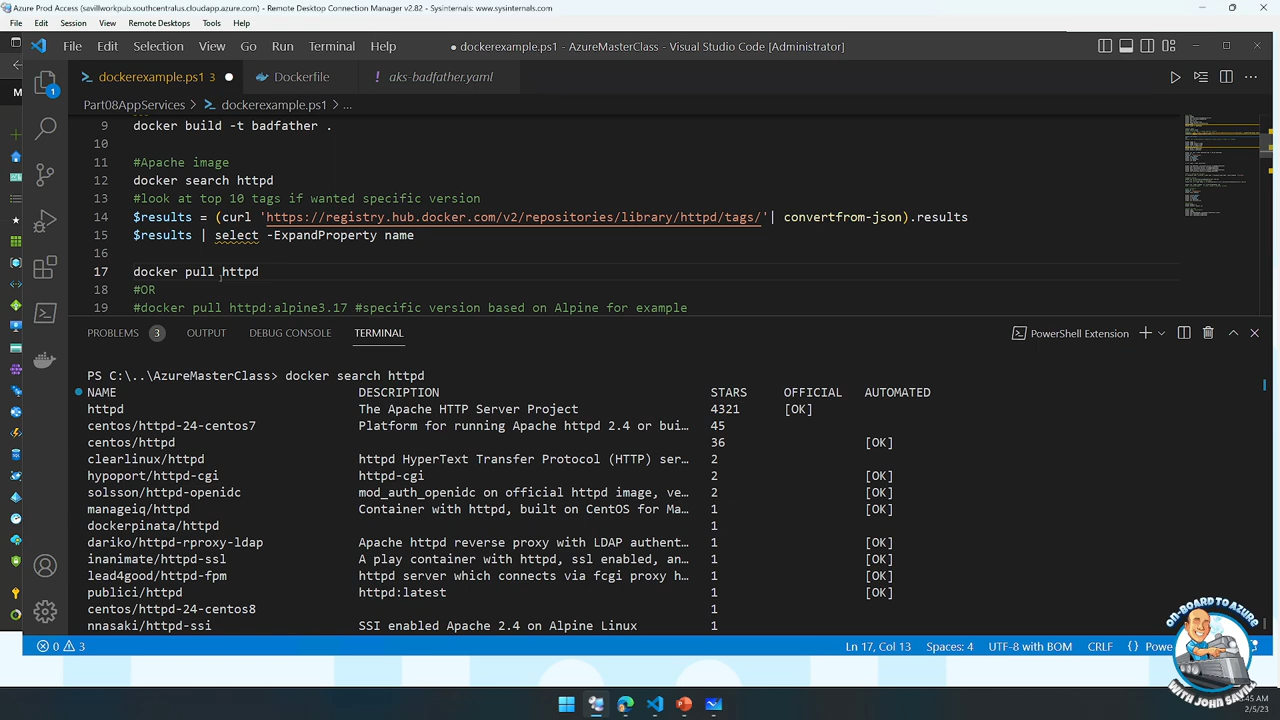 Azure Prod Access (savillworkpub.southcentralus.cloudapp.azure.com) - Remote Desktop Connection Manager v2.82 - Sysinternals: www.sysinternals.com
File Edit Session View Remote Desktops Tools Help
File Edit Selection View Go Run Terminal Help
● dockerexample.ps1 - AzureMasterClass - Visual Studio Code [Administrator]
dockerexample.ps1 3 Dockerfile aks-badfather.yaml
Part08AppServices > dockerexample.ps1 > ...
9 docker build -t badfather .
10
11 #Apache image
12 docker search httpd
13 #look at top 10 tags if wanted specific version
14 $results = (curl 'https://registry.hub.docker.com/v2/repositories/library/httpd/tags/'| convertfrom-json).results
15 $results | select -ExpandProperty name
16
17 docker pull httpd
18 #OR
19 #docker pull httpd:alpine3.17 #specific version based on Alpine for example
PROBLEMS 3 OUTPUT DEBUG CONSOLE TERMINAL PowerShell Extension
PS C:\..\AzureMasterClass> docker search httpd
NAME DESCRIPTION STARS OFFICIAL AUTOMATED
httpd The Apache HTTP Server Project 4321 [OK]
centos/httpd-24-centos7 Platform for running Apache httpd 2.4 or bui… 45
centos/httpd 36 [OK]
clearlinux/httpd httpd HyperText Transfer Protocol (HTTP) ser… 2
hypoport/httpd-cgi httpd-cgi 2 [OK]
solsson/httpd-openidc mod_auth_openidc on official httpd image, ve… 2 [OK]
manageiq/httpd Container with httpd, built on CentOS for Ma… 1 [OK]
dockerpinata/httpd 1
dariko/httpd-rproxy-ldap Apache httpd reverse proxy with LDAP authent… 1 [OK]
inanimate/httpd-ssl A play container with httpd, ssl enabled, an… 1 [OK]
lead4good/httpd-fpm httpd server which connects via fcgi proxy h… 1 [OK]
publici/httpd httpd:latest 1 [OK]
centos/httpd-24-centos8 1
nnasaki/httpd-ssi SSI enabled Apache 2.4 on Alpine Linux 1
0 3 Ln 17, Col 13 Spaces: 4 UTF-8 with BOM CRLF {}
ON-BOARD TO AZURE
WITH JOHN SAVILL
2/5/23